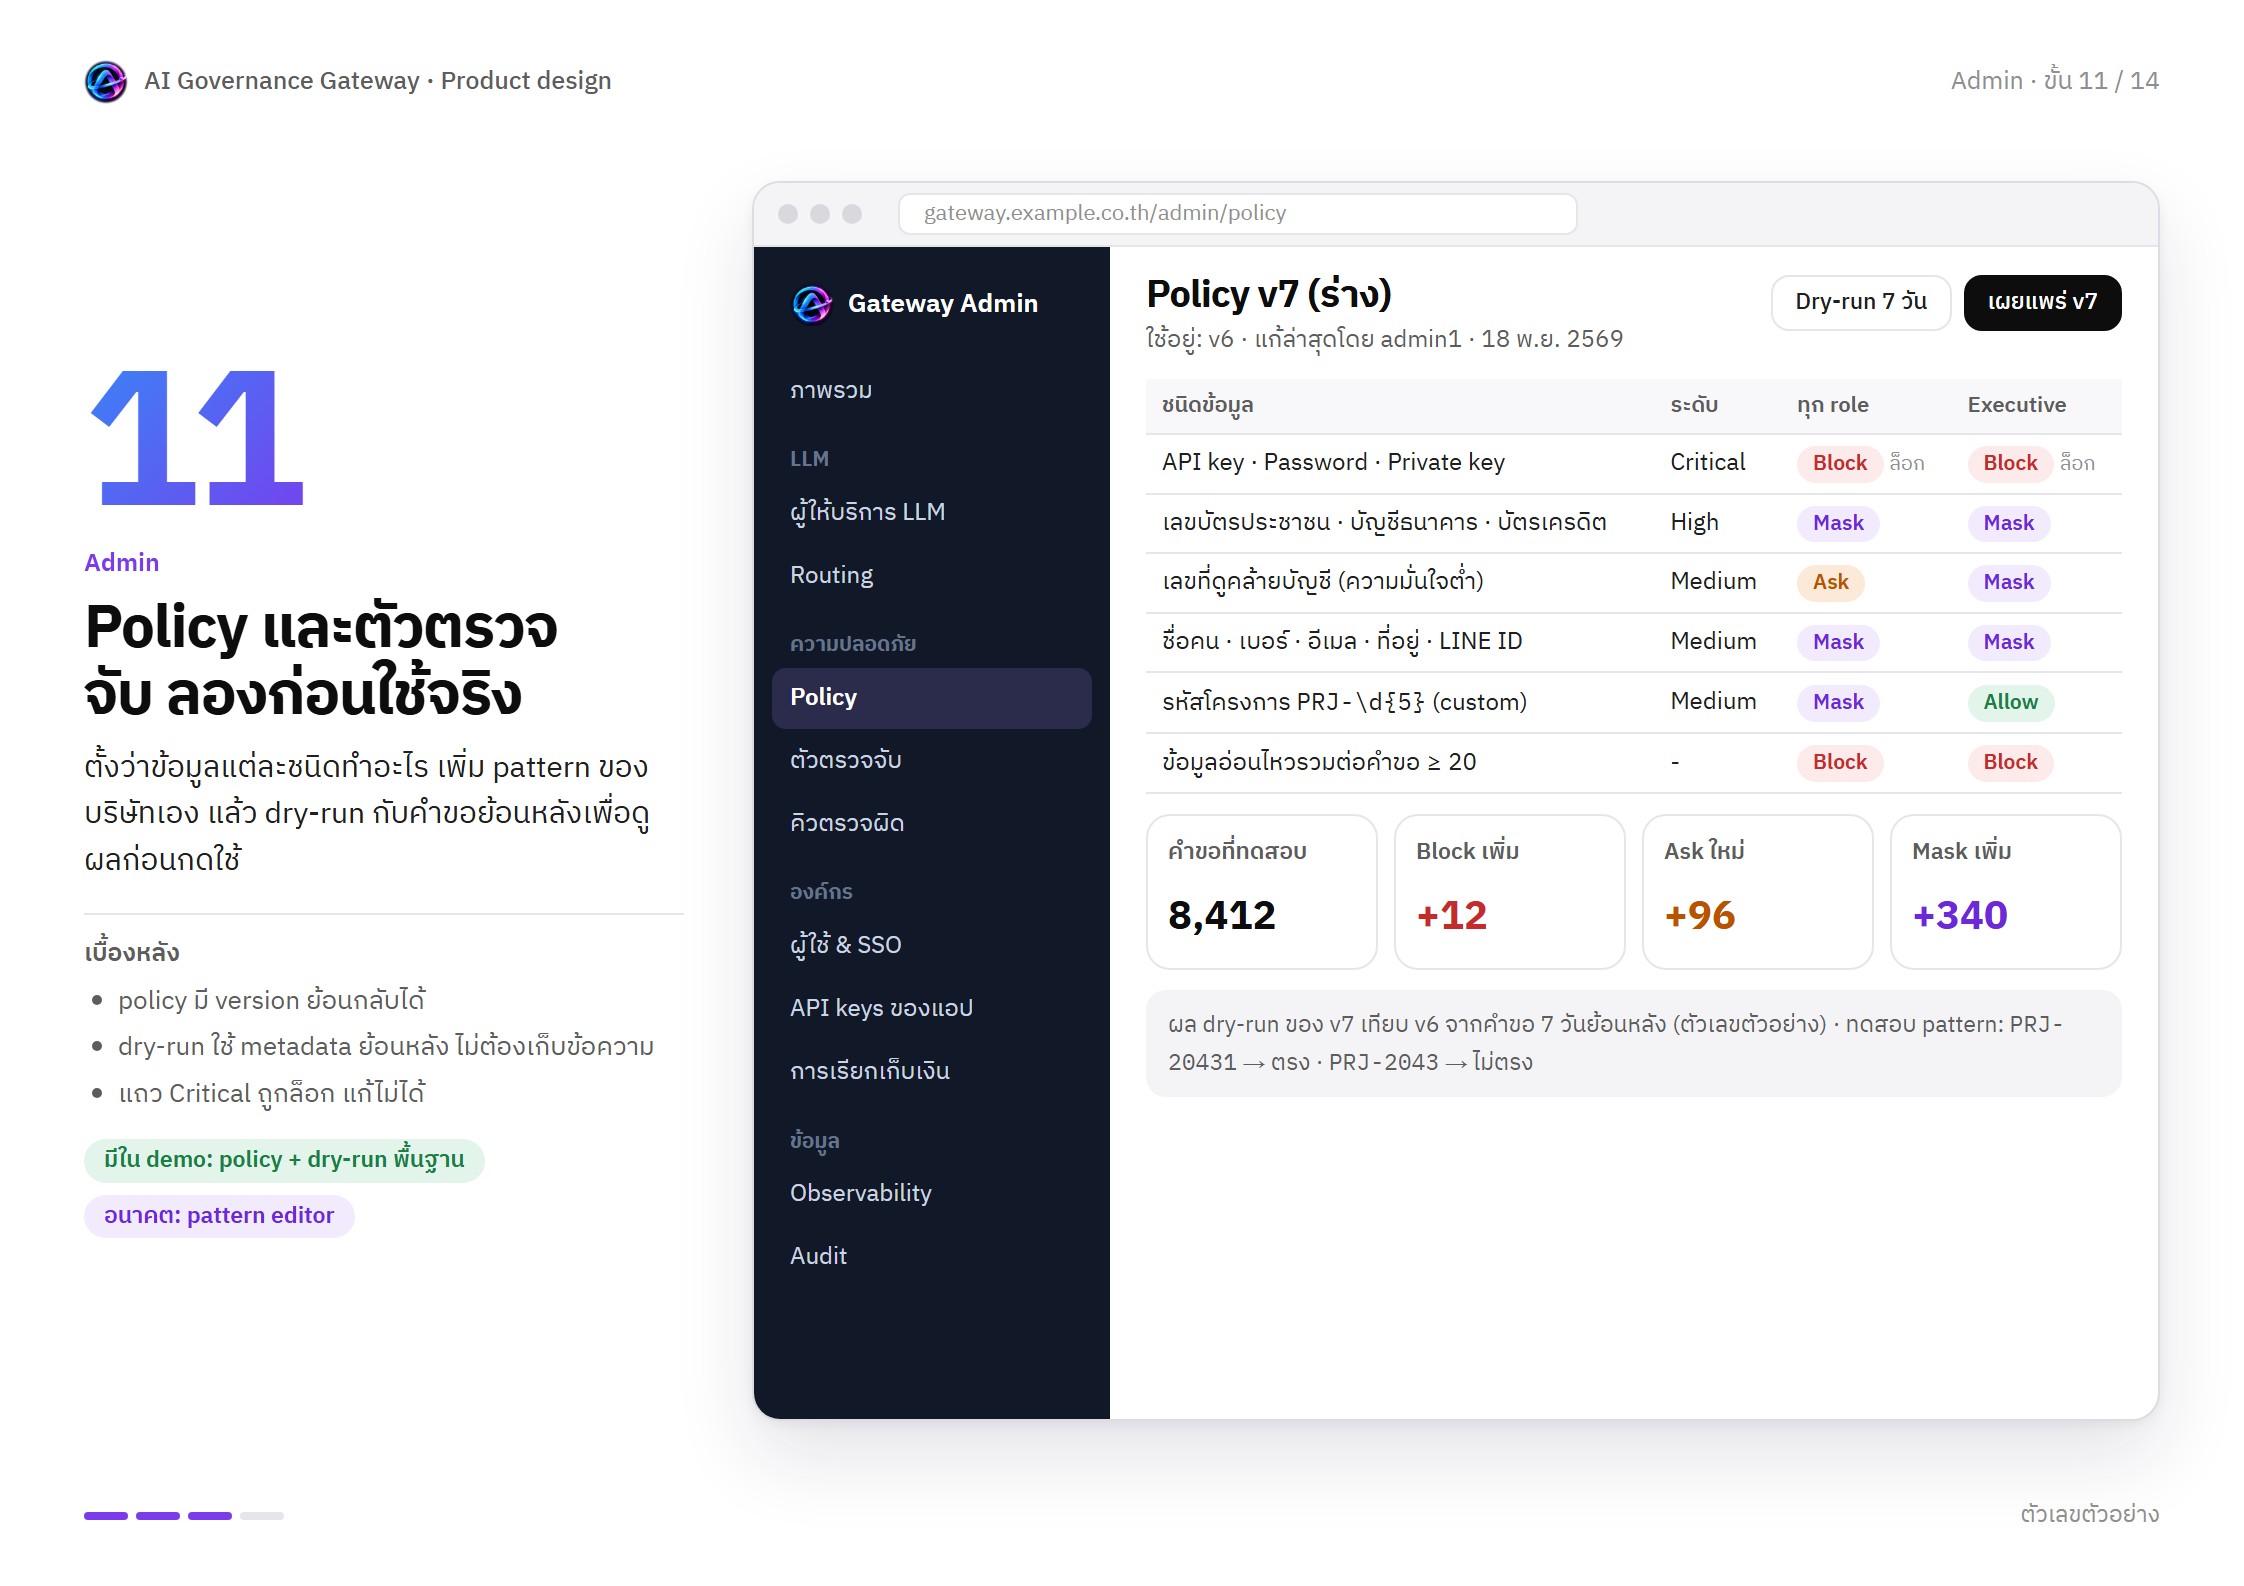 AI Governance Gateway · Product design
Admin · ขั้น 11 / 14
11
Admin
Policy และตัวตรวจ
จับ ลองก่อนใช้จริง
ตั้งว่าข้อมูลแต่ละชนิดทำอะไร เพิ่ม pattern ของ
บริษัทเอง แล้ว dry-run กับคำขอย้อนหลังเพื่อดู
ผลก่อนกดใช้
เบื้องหลัง
policy มี version ย้อนกลับได้
dry-run ใช้ metadata ย้อนหลัง ไม่ต้องเก็บข้อความ
แถว Critical ถูกล็อก แก้ไม่ได้
มีใน demo: policy + dry-run พื้นฐาน
อนาคต: pattern editor
gateway.example.co.th/admin/policy
Gateway Admin
ภาพรวม
LLM
ผู้ให้บริการ LLM
Routing
ความปลอดภัย
Policy
ตัวตรวจจับ
คิวตรวจผิด
องค์กร
ผู้ใช้ & SSO
API keys ของแอป
การเรียกเก็บเงิน
ข้อมูล
Observability
Audit
Policy v7 (ร่าง)
ใช้อยู่: v6 · แก้ล่าสุดโดย admin1 · 18 พ.ย. 2569
Dry-run 7 วัน
เผยแพร่ v7
ชนิดข้อมูล ระดับ ทุก role Executive
API key · Password · Private key Critical Block ล็อก Block ล็อก
เลขบัตรประชาชน · บัญชีธนาคาร · บัตรเครดิต High Mask Mask
เลขที่ดูคล้ายบัญชี (ความมั่นใจต่ำ) Medium Ask Mask
ชื่อคน · เบอร์ · อีเมล · ที่อยู่ · LINE ID Medium Mask Mask
รหัสโครงการ PRJ-\d{5} (custom) Medium Mask Allow
ข้อมูลอ่อนไหวรวมต่อคำขอ ≥ 20 - Block Block
คำขอที่ทดสอบ Block เพิ่ม Ask ใหม่ Mask เพิ่ม
8,412 +12 +96 +340
ผล dry-run ของ v7 เทียบ v6 จากคำขอ 7 วันย้อนหลัง (ตัวเลขตัวอย่าง) · ทดสอบ pattern: PRJ-
20431 → ตรง · PRJ-2043 → ไม่ตรง
ตัวเลขตัวอย่าง